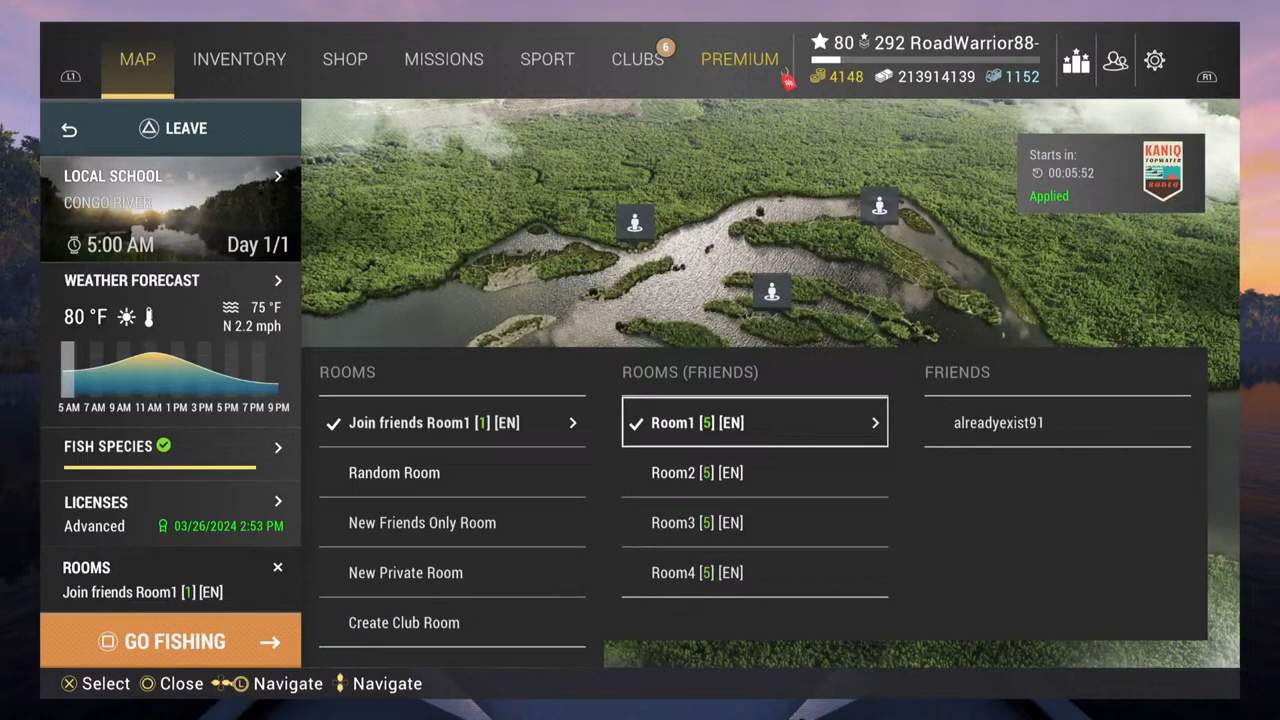 L1
MAP
INVENTORY
SHOP
MISSIONS
SPORT
CLUBS
6
PREMIUM
80 292 RoadWarrior88-
4148 213914139 1152
R1
LEAVE
LOCAL SCHOOL
CONGO RIVER
5:00 AM Day 1/1
WEATHER FORECAST
80 °F
75 °F
N 2.2 mph
5 AM 7 AM 9 AM 11 AM 1 PM 3 PM 5 PM 7 PM 9 PM
FISH SPECIES
LICENSES
Advanced 03/26/2024 2:53 PM
ROOMS
Join friends Room1 [1] [EN]
GO FISHING
Starts in:
00:05:52
Applied
KANIQ
TOPWATER
RODEO
ROOMS
Join friends Room1 [1] [EN]
Random Room
New Friends Only Room
New Private Room
Create Club Room
ROOMS (FRIENDS)
Room1 [5] [EN]
Room2 [5] [EN]
Room3 [5] [EN]
Room4 [5] [EN]
FRIENDS
alreadyexist91
Select Close L Navigate Navigate